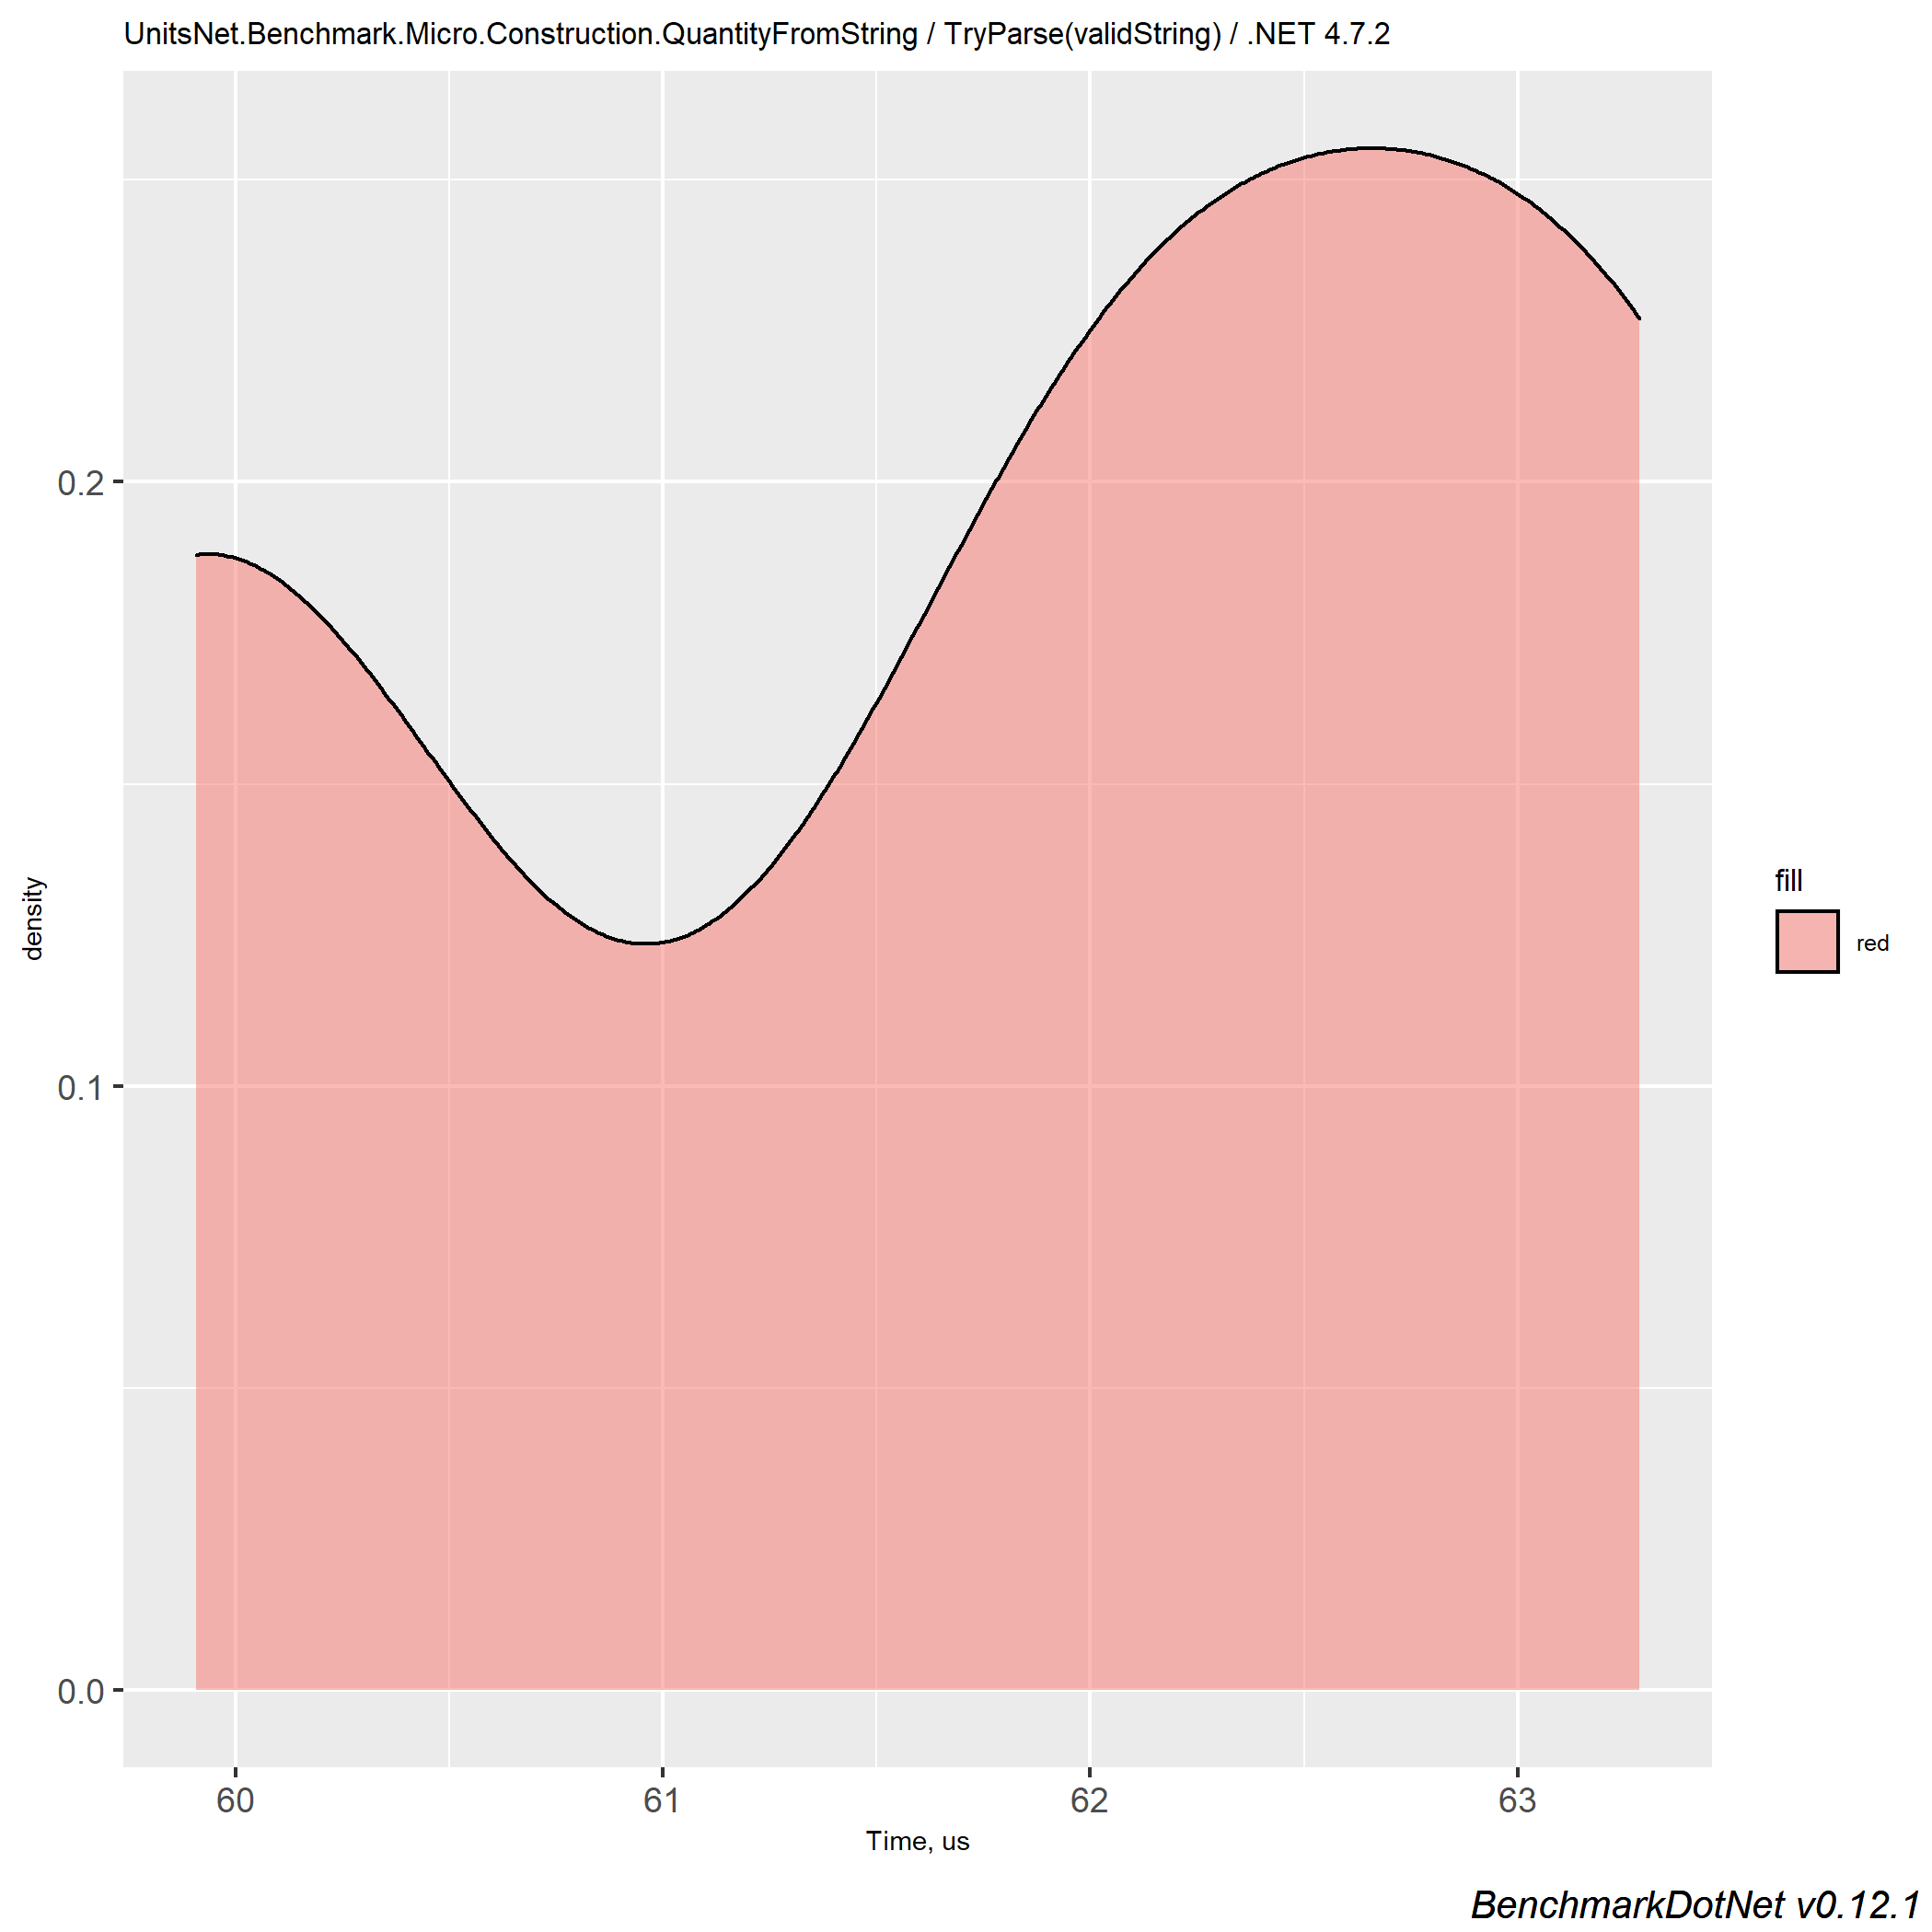 UnitsNet.Benchmark.Micro.Construction.QuantityFromString / TryParse(validString) / .NET 4.7.2
0.2
0.1
0.0
density
60 61 62 63
Time, us
fill
red
BenchmarkDotNet v0.12.1